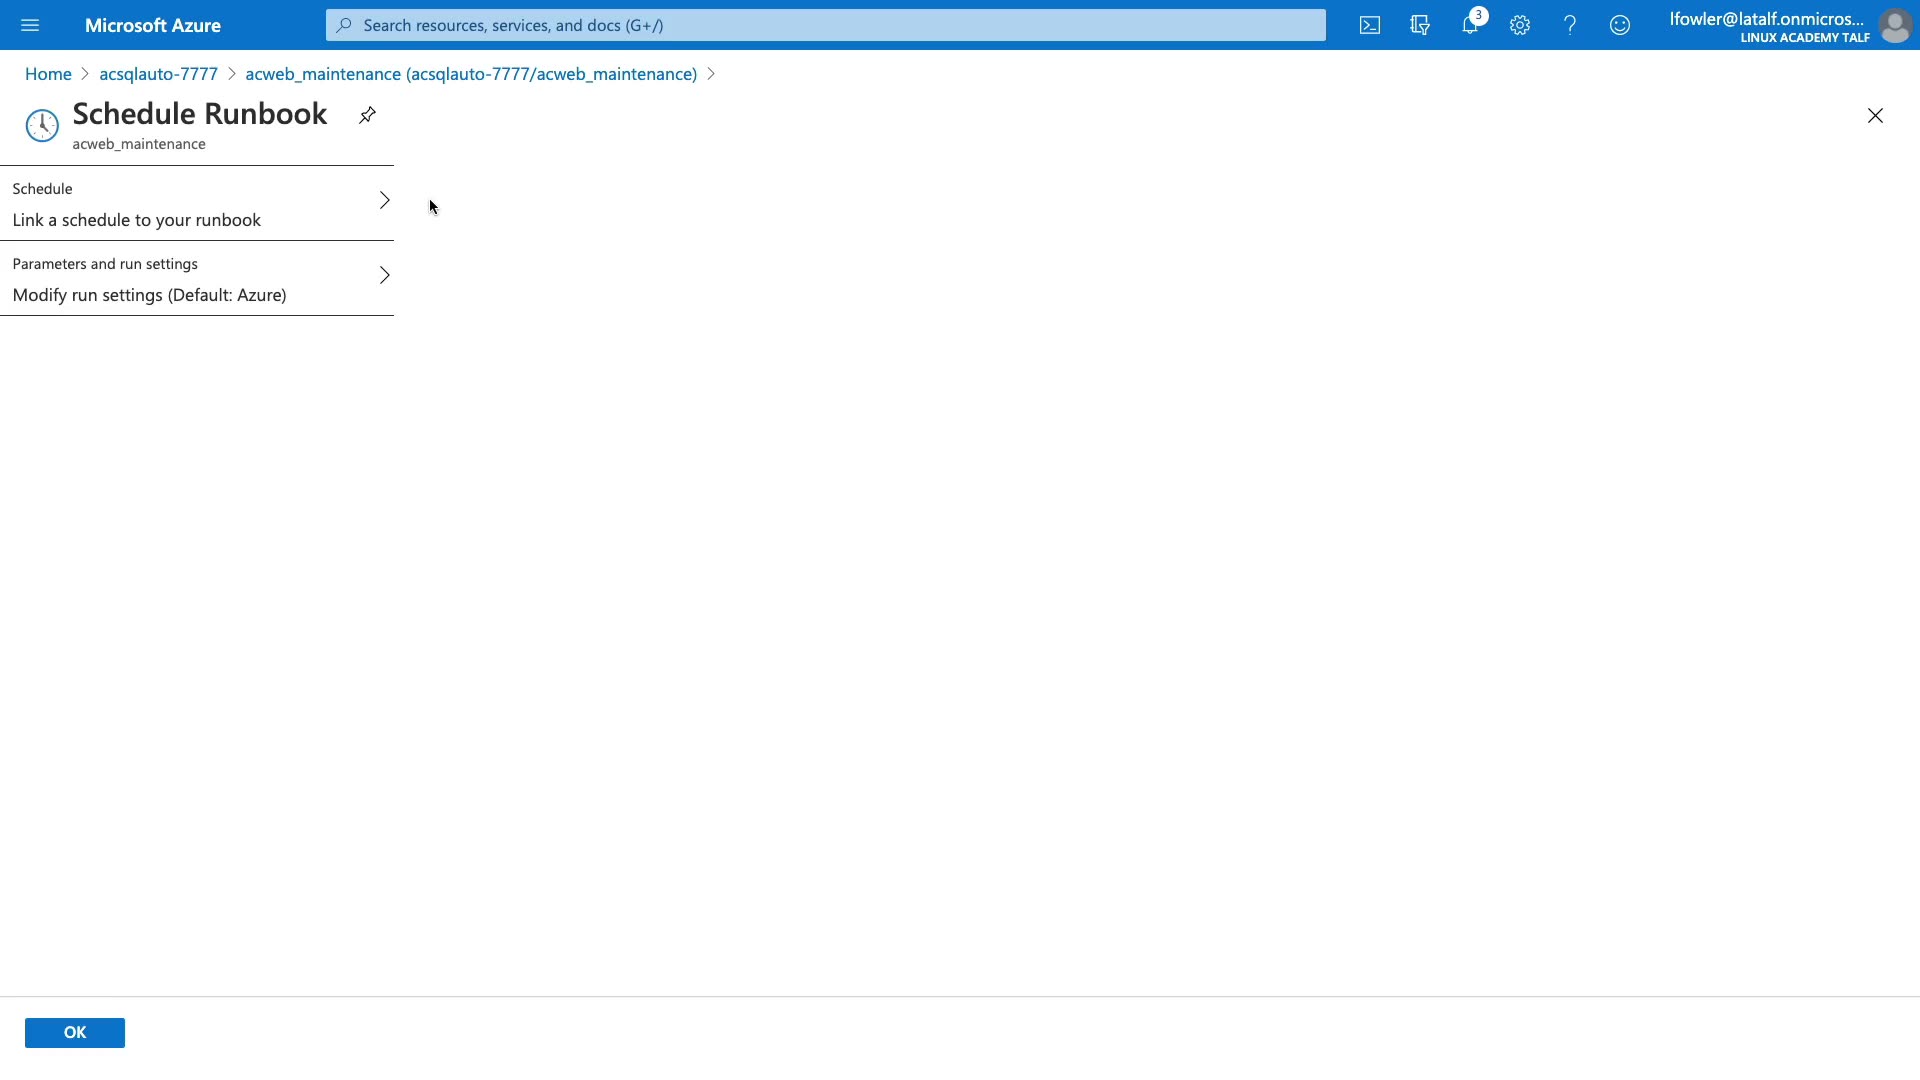 Microsoft Azure
Search resources, services, and docs (G+/)
3
lfowler@latalf.onmicros...
LINUX ACADEMY TALF
Home > acsqlauto-7777 > acweb_maintenance (acsqlauto-7777/acweb_maintenance) >
Schedule Runbook
acweb_maintenance
Schedule
Link a schedule to your runbook
Parameters and run settings
Modify run settings (Default: Azure)
OK